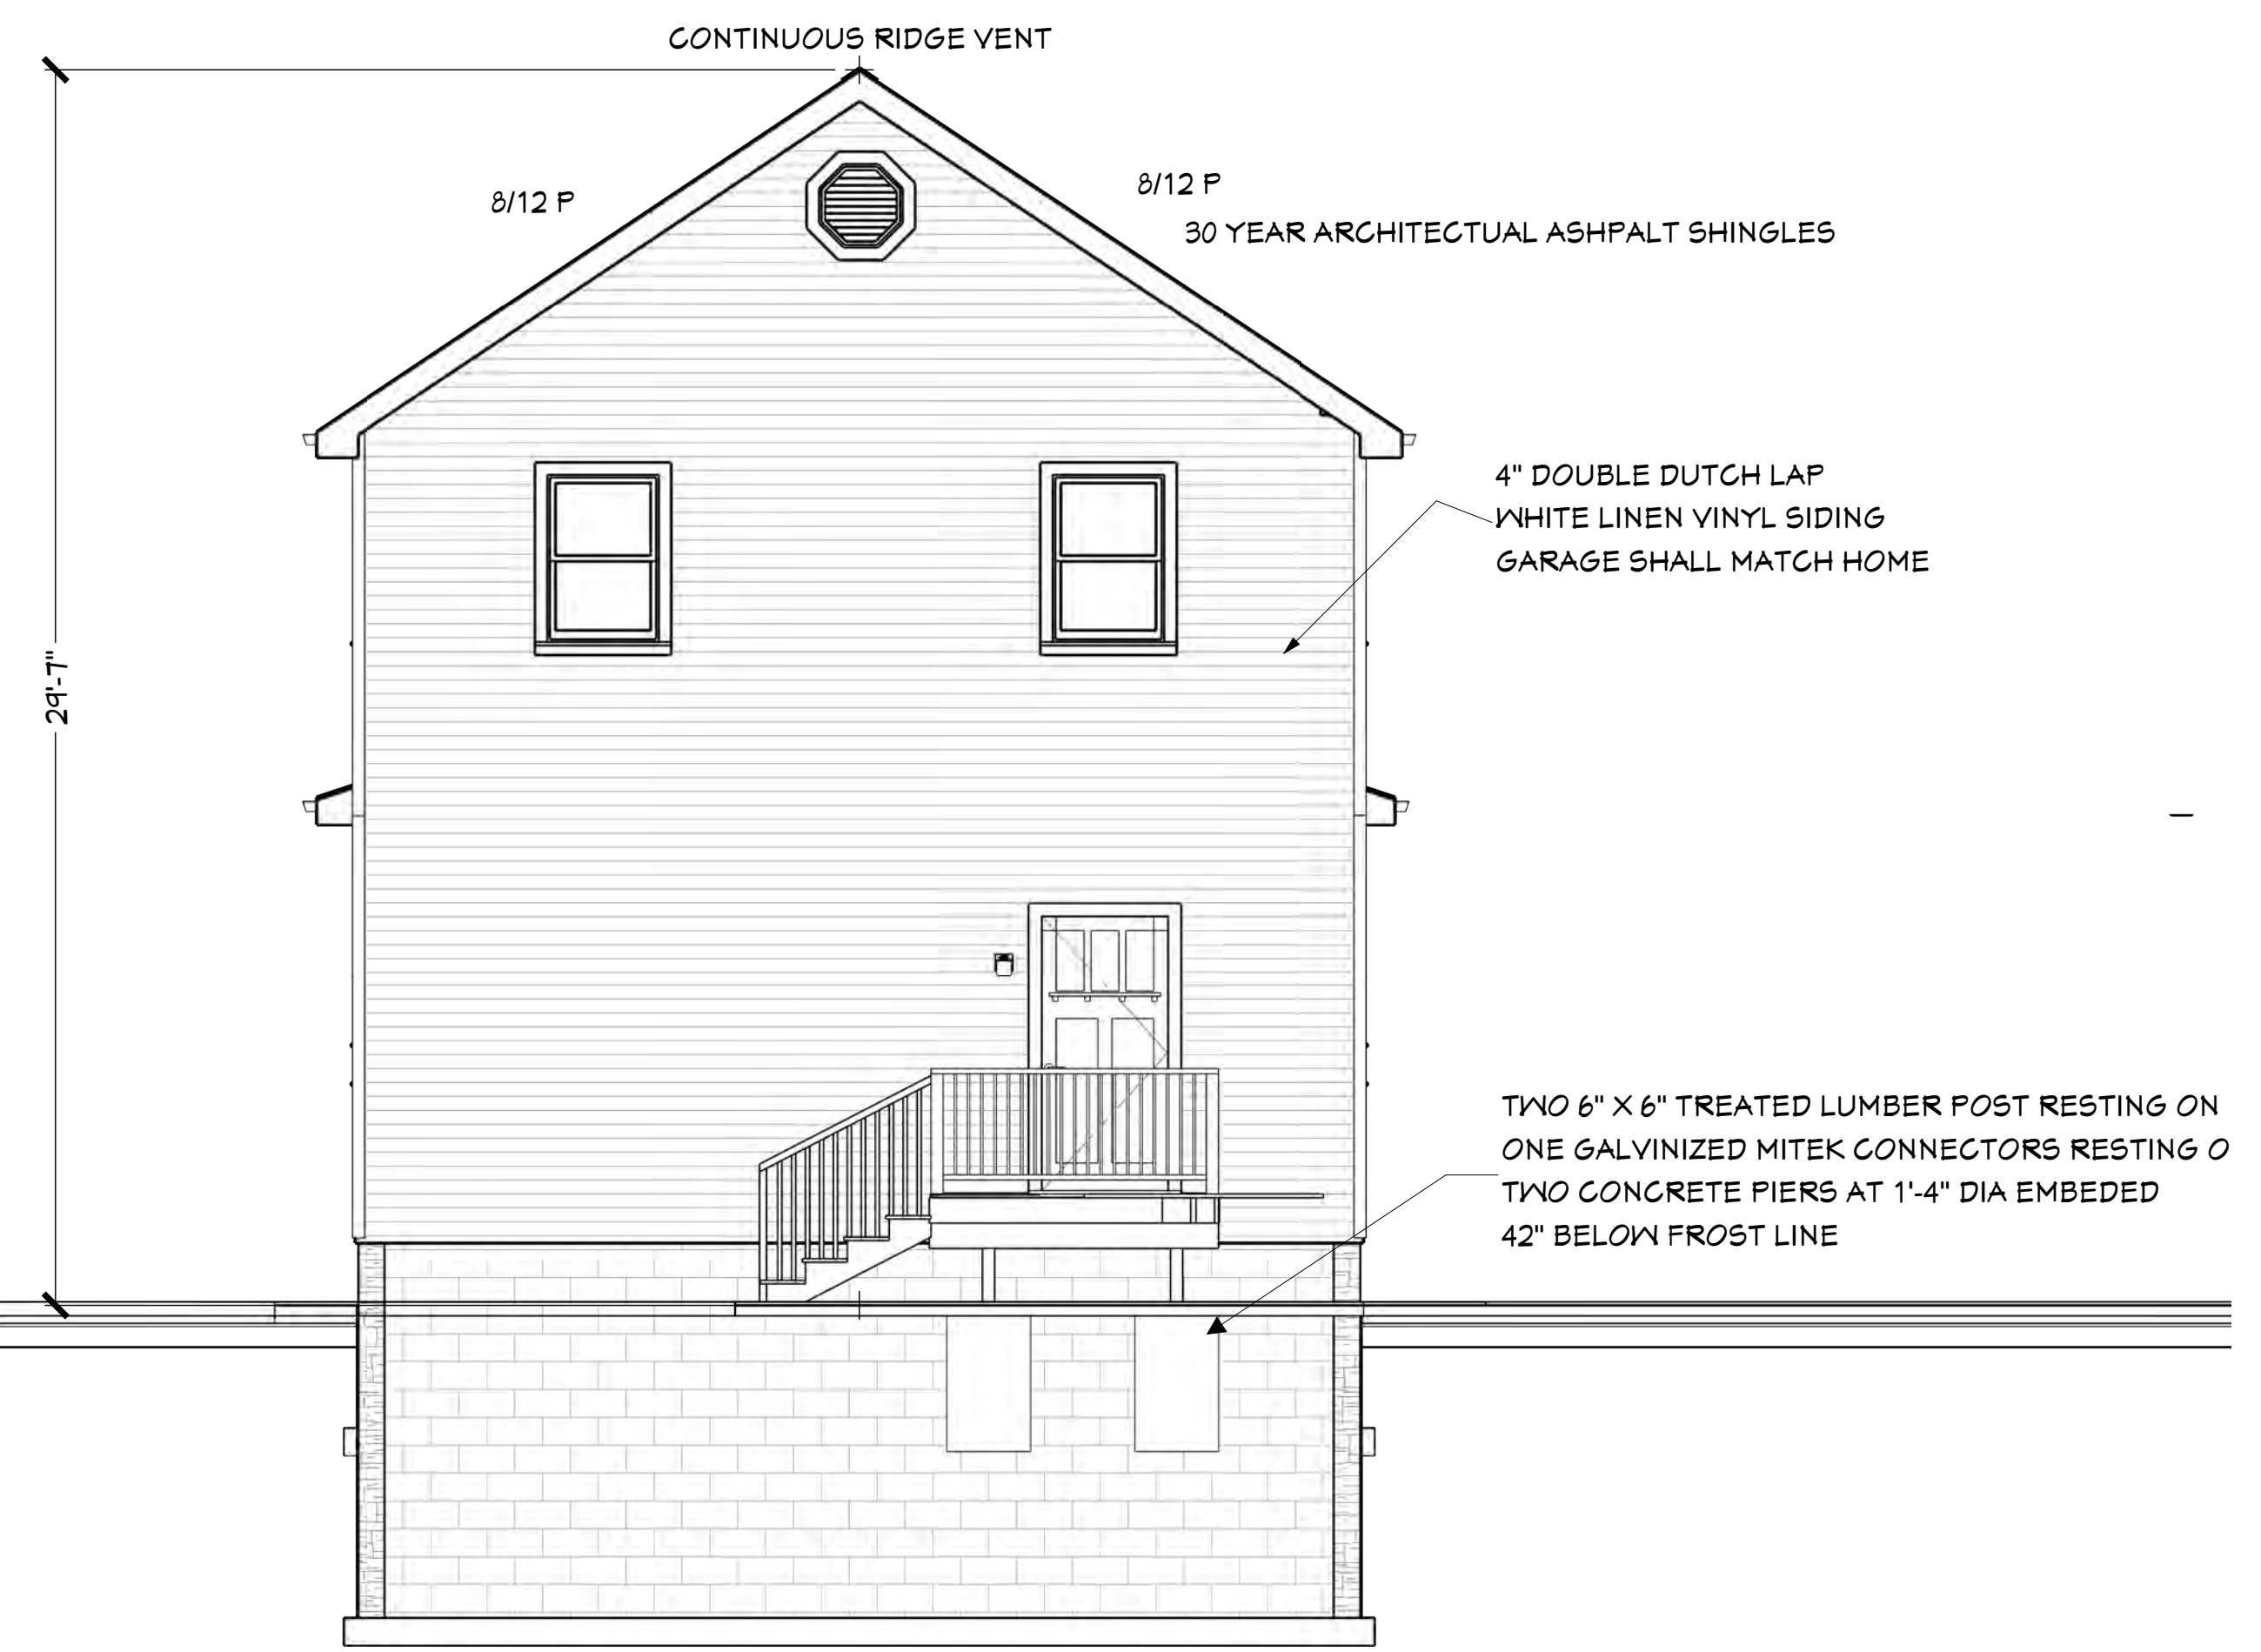 CONTINUOUS RIDGE VENT
8/12 P
8/12 P
30 YEAR ARCHITECTUAL ASHPALT SHINGLES
4" DOUBLE DUTCH LAP
WHITE LINEN VINYL SIDING
GARAGE SHALL MATCH HOME
29'-7"
TWO 6" X 6" TREATED LUMBER POST RESTING ON
ONE GALVINIZED MITEK CONNECTORS RESTING O
TWO CONCRETE PIERS AT 1'-4" DIA EMBEDED
42" BELOW FROST LINE